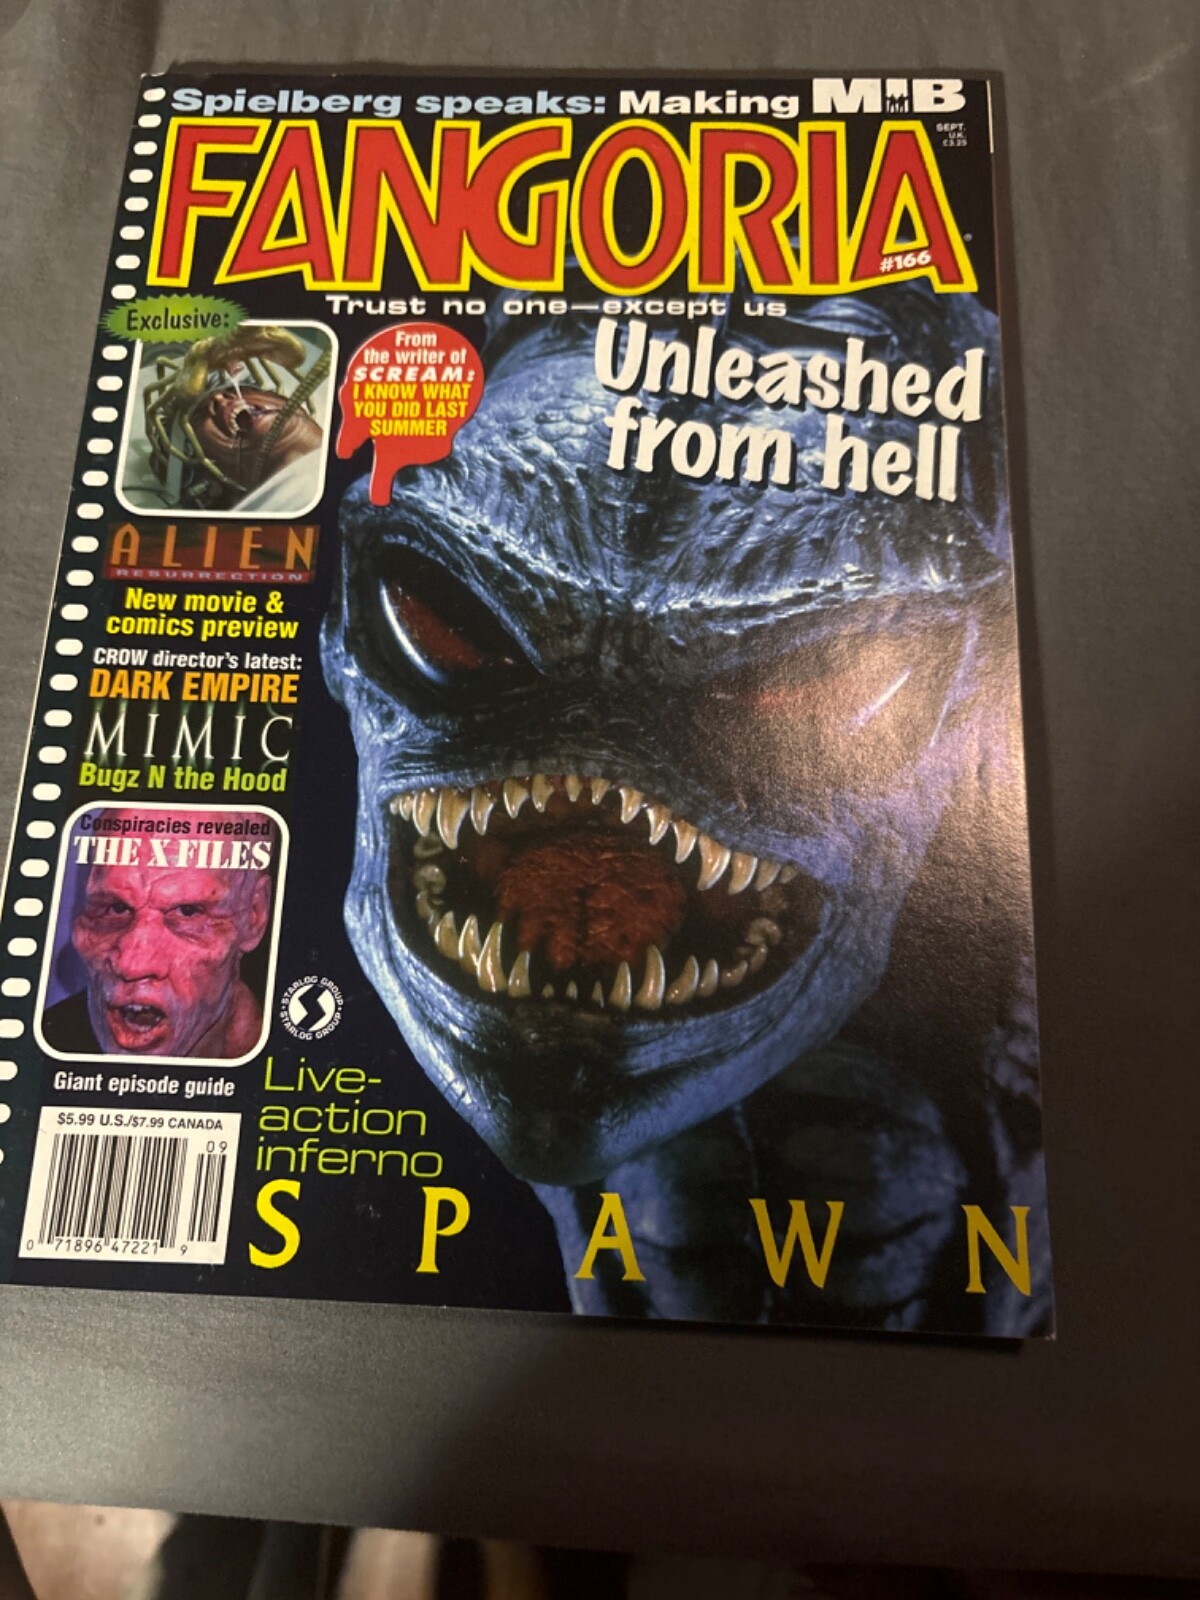 Spielberg speaks: Making MIB
FANGORIA
SEPT.
U.K.
£3.25
#166
Trust no one—except us
Exclusive:
From
the writer of
SCREAM:
I KNOW WHAT
YOU DID LAST
SUMMER
Unleashed
from hell
ALIEN
RESURRECTION
New movie &
comics preview
CROW director's latest:
DARK EMPIRE
MIMIC
Bugz N the Hood
Conspiracies revealed
THE X FILES
Giant episode guide
STARLOG GROUP
STARLOG GROUP
Live-
action
inferno
SPAWN
$5.99 U.S./$7.99 CANADA
09
0 71896 47221 9